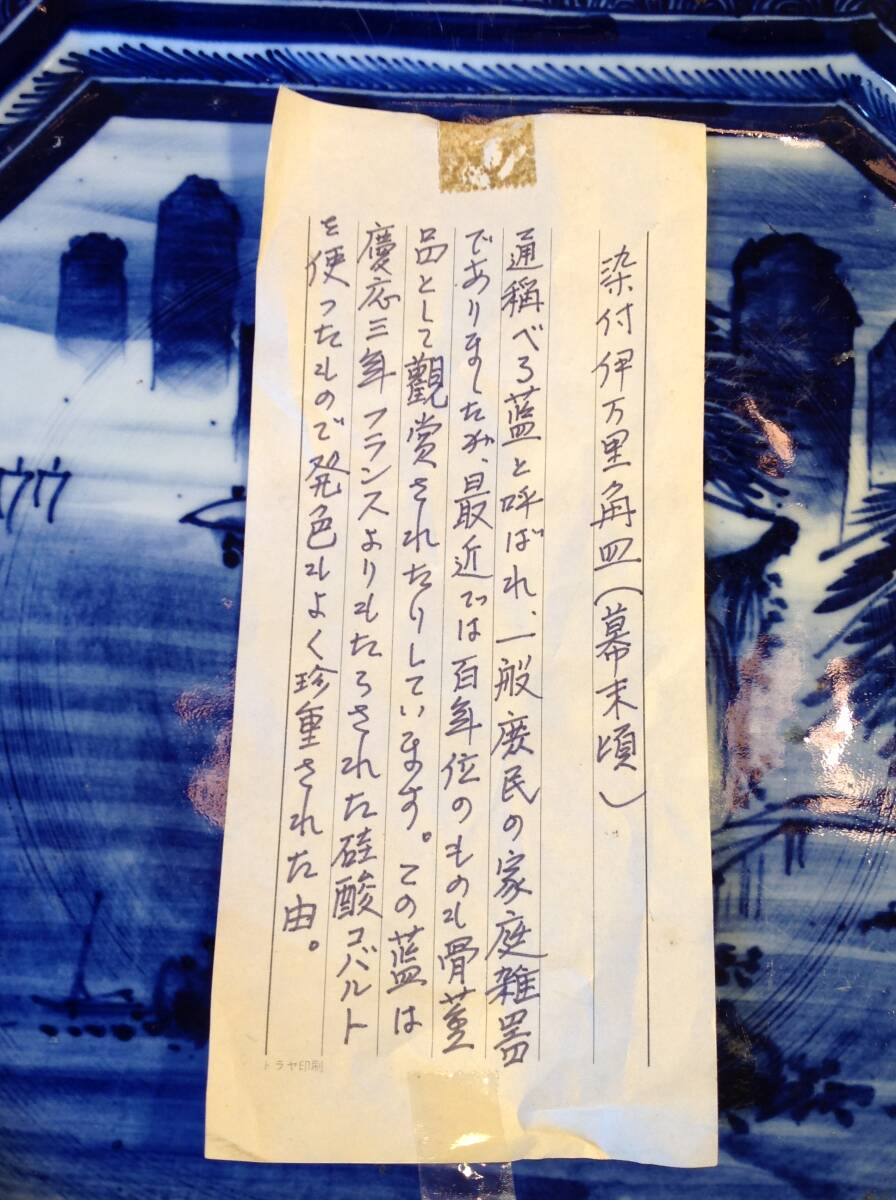 染付伊万里角皿(幕末頃)
通稱べろ藍と呼ばれ、一般庶民の家庭雑器
でありましたが、最近では百年位のものも骨董
品として觀賞されたりしています。この藍は
慶応三年フランスよりもたらされた硅酸コバルト
を使ったもので発色もよく珍重された由。
トラヤ印刷